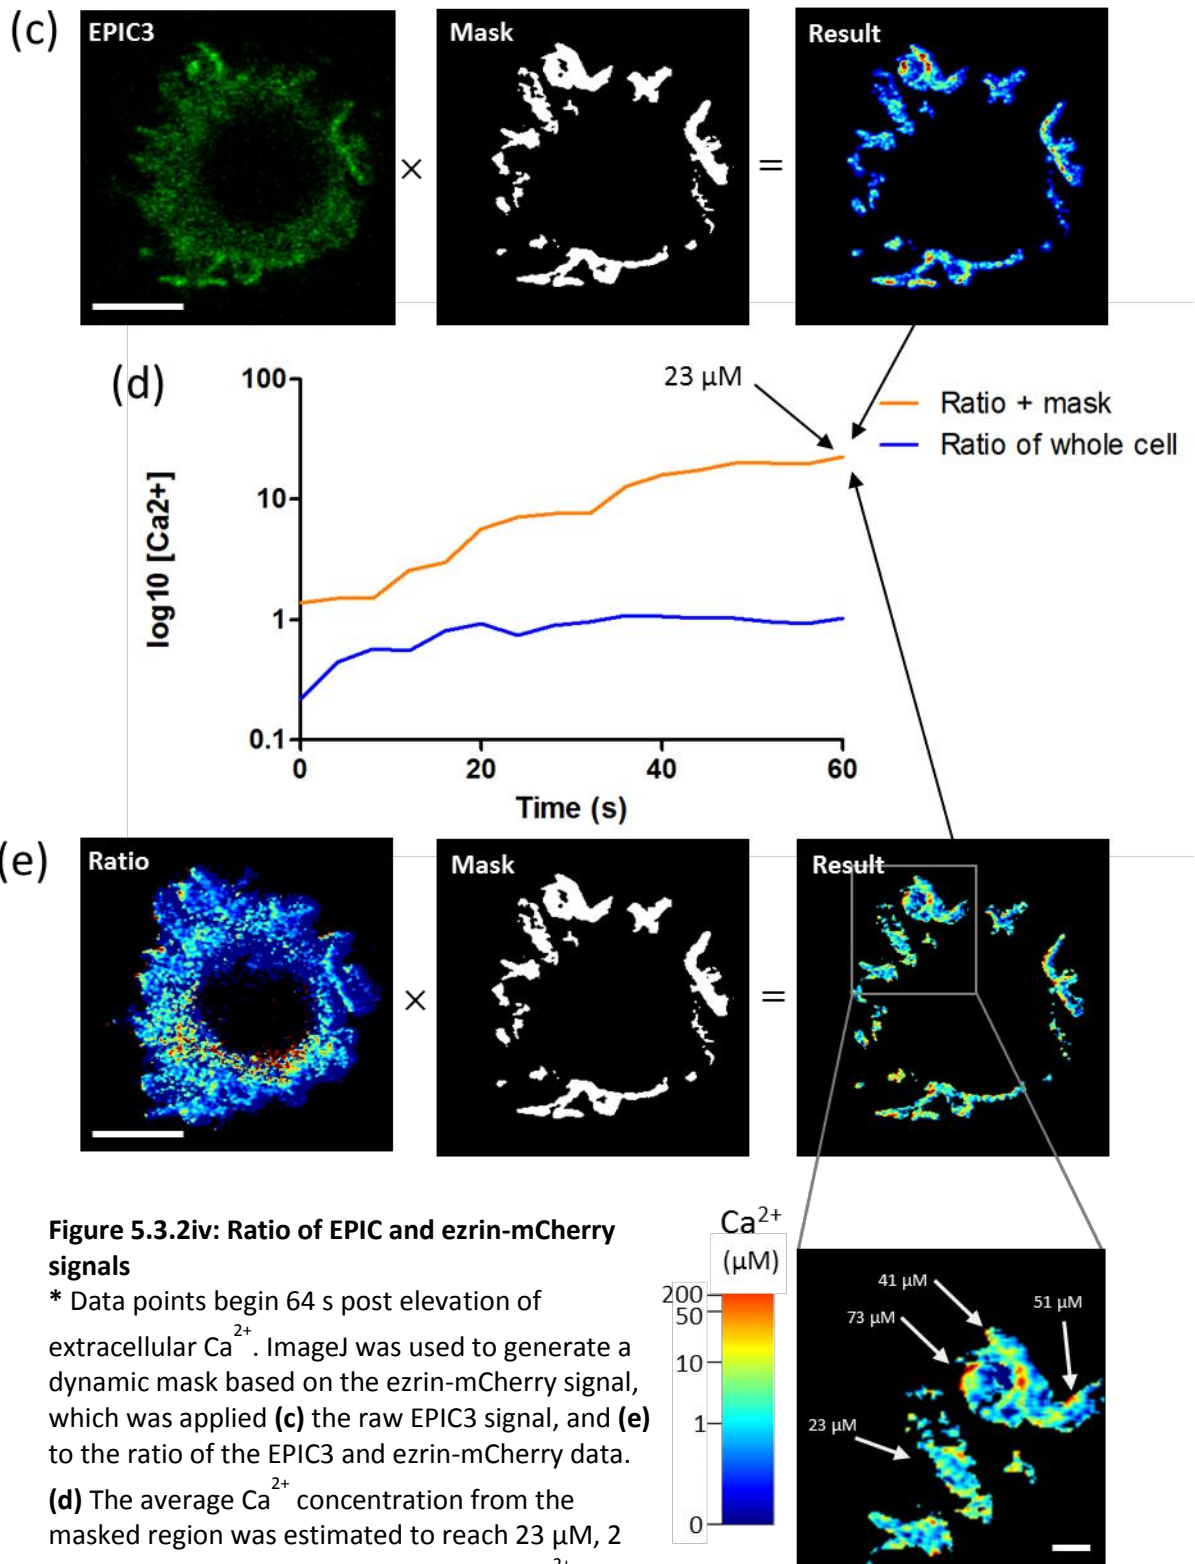 (c)
EPIC3
Mask
Result
×
=
(d)
100
10
1
0.1
log10 [Ca2+]
0
20
40
60
Time (s)
23 µM
Ratio + mask
Ratio of whole cell
(e)
Ratio
Mask
Result
×
=
Figure 5.3.2iv: Ratio of EPIC and ezrin-mCherry
signals
* Data points begin 64 s post elevation of
extracellular Ca2+. ImageJ was used to generate a
dynamic mask based on the ezrin-mCherry signal,
which was applied (c) the raw EPIC3 signal, and (e)
to the ratio of the EPIC3 and ezrin-mCherry data.
(d) The average Ca2+ concentration from the
masked region was estimated to reach 23 µM, 2
2+
Ca2+
(µM)
200
50
10
1
0
41 µM
73 µM
51 µM
23 µM